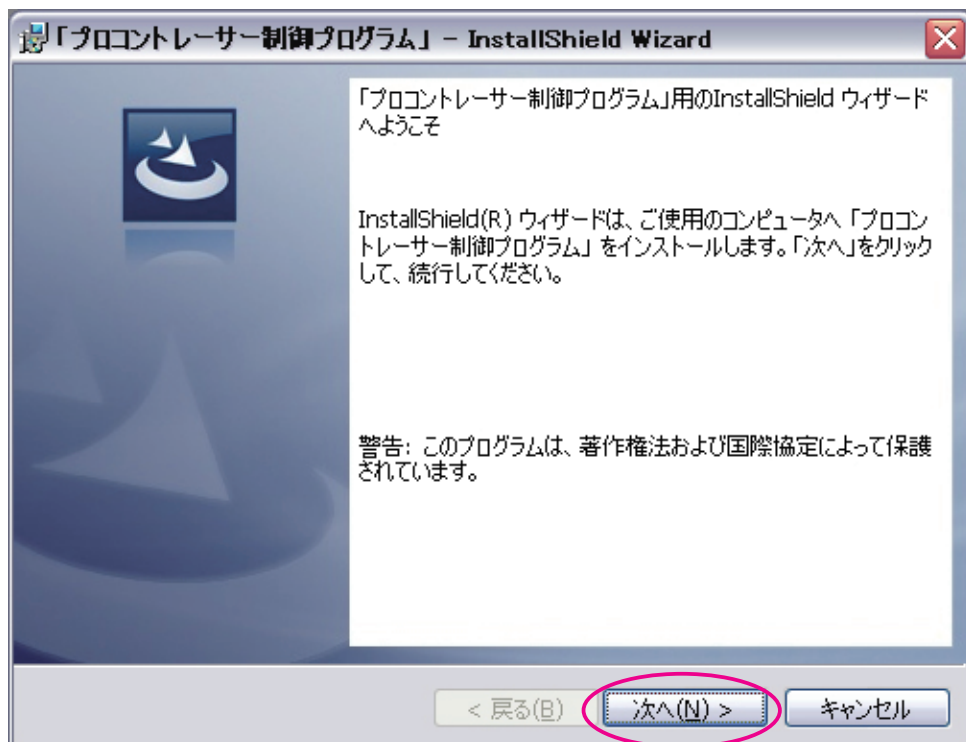 「プロコントレーサー制御プログラム」 - InstallShield Wizard
「プロコントレーサー制御プログラム」用のInstallShield ウィザード
へようこそ
InstallShield(R) ウィザードは、ご使用のコンピュータへ「プロコン
トレーサー制御プログラム」をインストールします。「次へ」をクリック
して、続行してください。
警告: このプログラムは、著作権法および国際協定によって保護
されています。
< 戻る(B) 次へ(N) > キャンセル